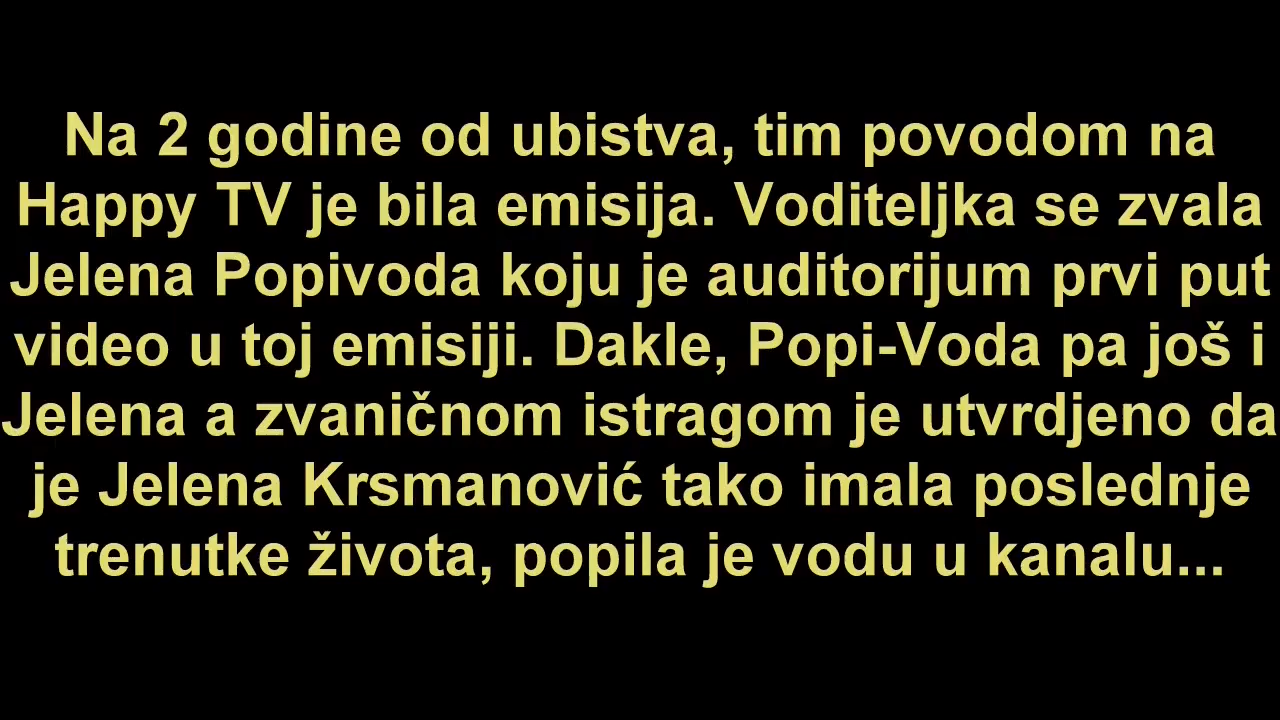 Na 2 godine od ubistva, tim povodom na
Happy TV je bila emisija. Voditeljka se zvala
Jelena Popivoda koju je auditorijum prvi put
video u toj emisiji. Dakle, Popi-Voda pa još i
Jelena a zvaničnom istragom je utvrdjeno da
je Jelena Krsmanović tako imala poslednje
trenutke života, popila je vodu u kanalu...